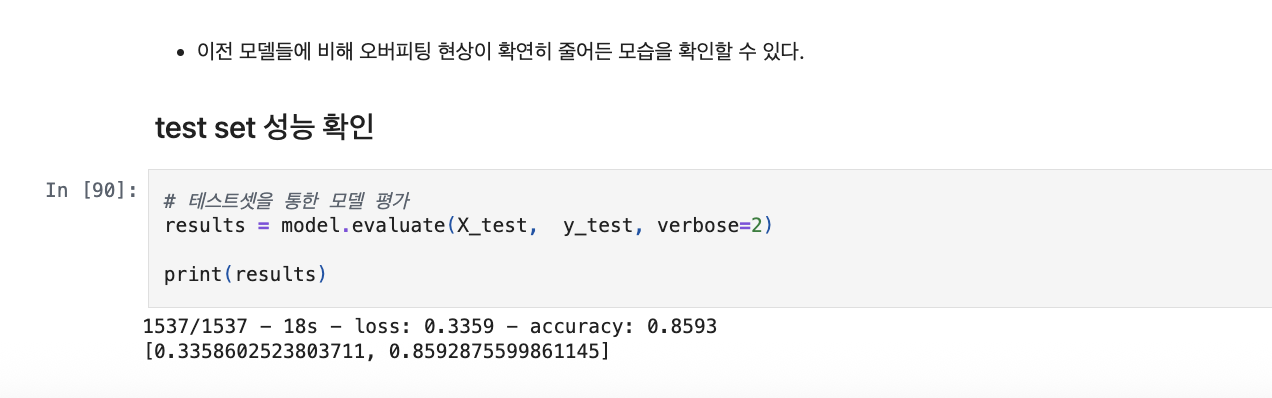 • 이전 모델들에 비해 오버피팅 현상이 확연히 줄어든 모습을 확인할 수 있다.
test set 성능 확인
In [90]:
# 테스트셋을 통한 모델 평가
results = model.evaluate(X_test,  y_test, verbose=2)
print(results)
1537/1537 - 18s - loss: 0.3359 - accuracy: 0.8593
[0.3358602523803711, 0.8592875599861145]